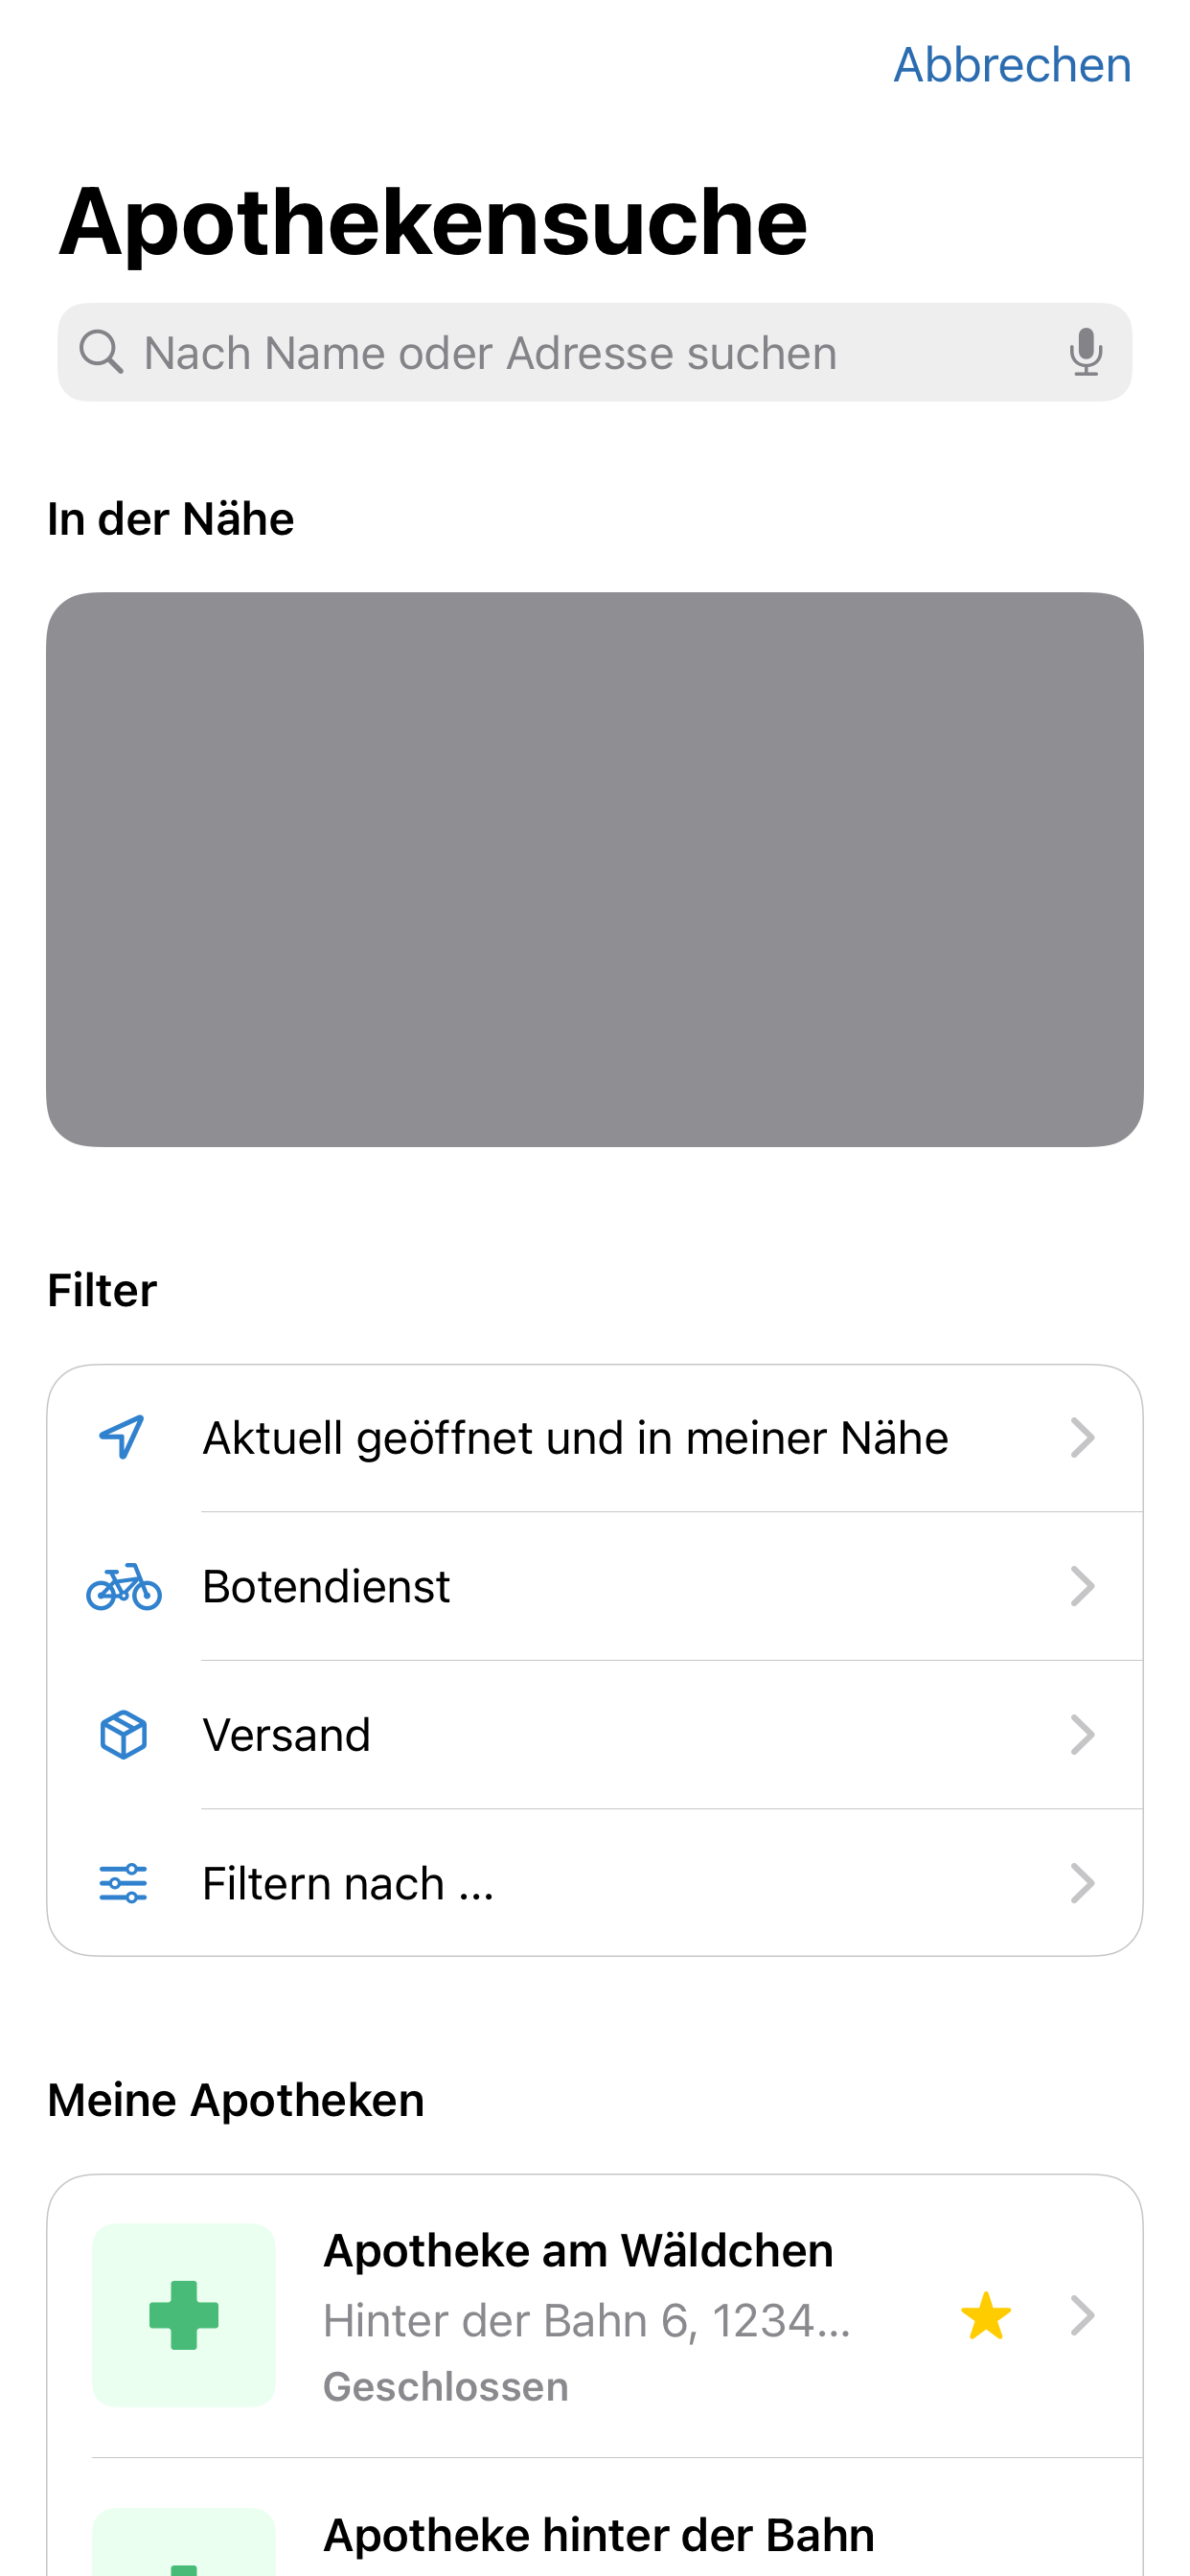 Abbrechen
Apothekensuche
Nach Name oder Adresse suchen
In der Nähe
Filter
Aktuell geöffnet und in meiner Nähe
Botendienst
Versand
Filtern nach ...
Meine Apotheken
Apotheke am Wäldchen
Hinter der Bahn 6, 1234...
Geschlossen
Apotheke hinter der Bahn